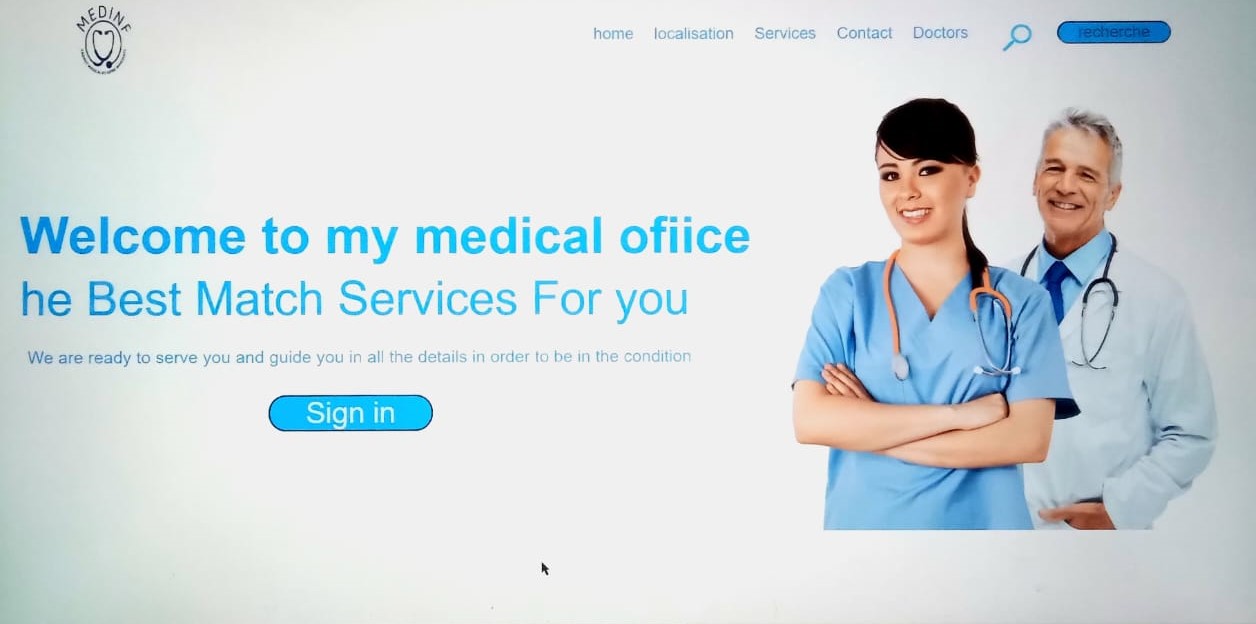 MEDINF
home localisation Services Contact Doctors recherche
Welcome to my medical ofiice
he Best Match Services For you
We are ready to serve you and guide you in all the details in order to be in the condition
Sign in